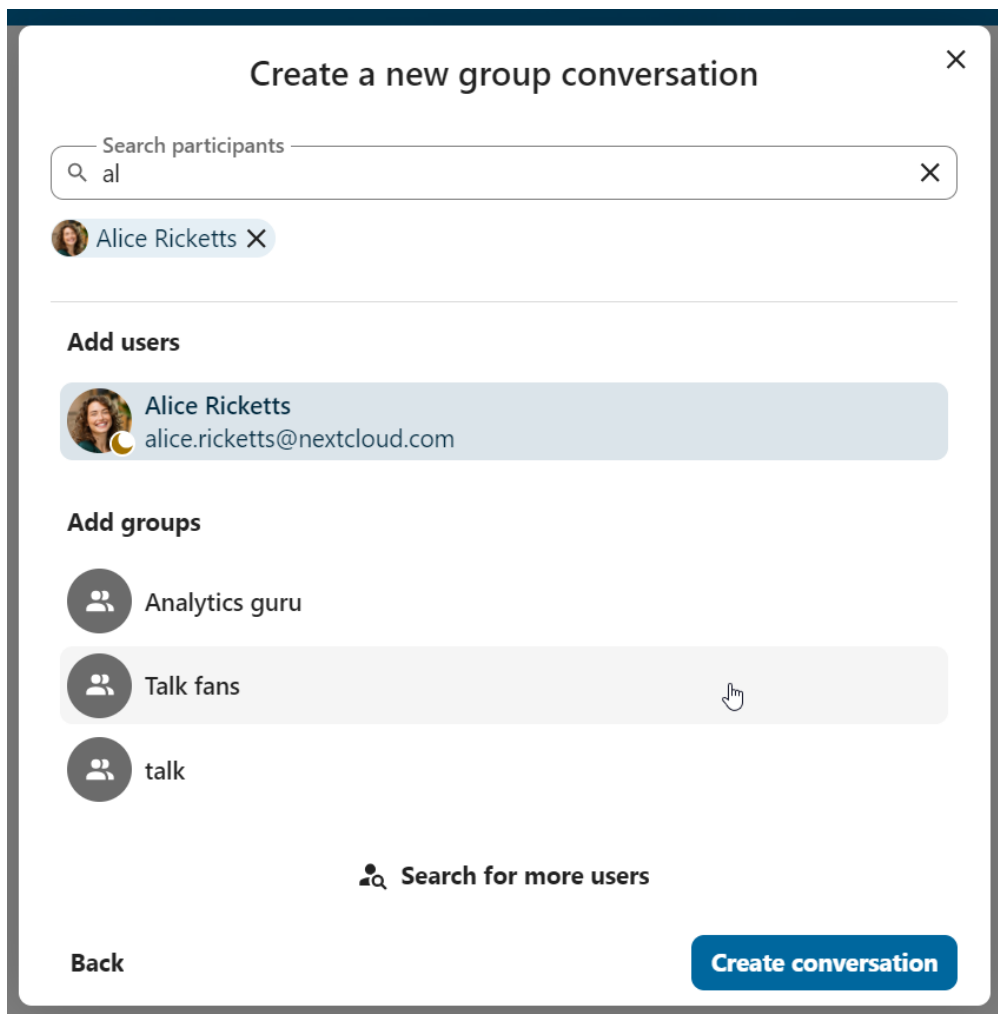 Create a new group conversation
Search participants
al
Alice Ricketts
Add users
Alice Ricketts
alice.ricketts@nextcloud.com
Add groups
Analytics guru
Talk fans
talk
Search for more users
Back
Create conversation